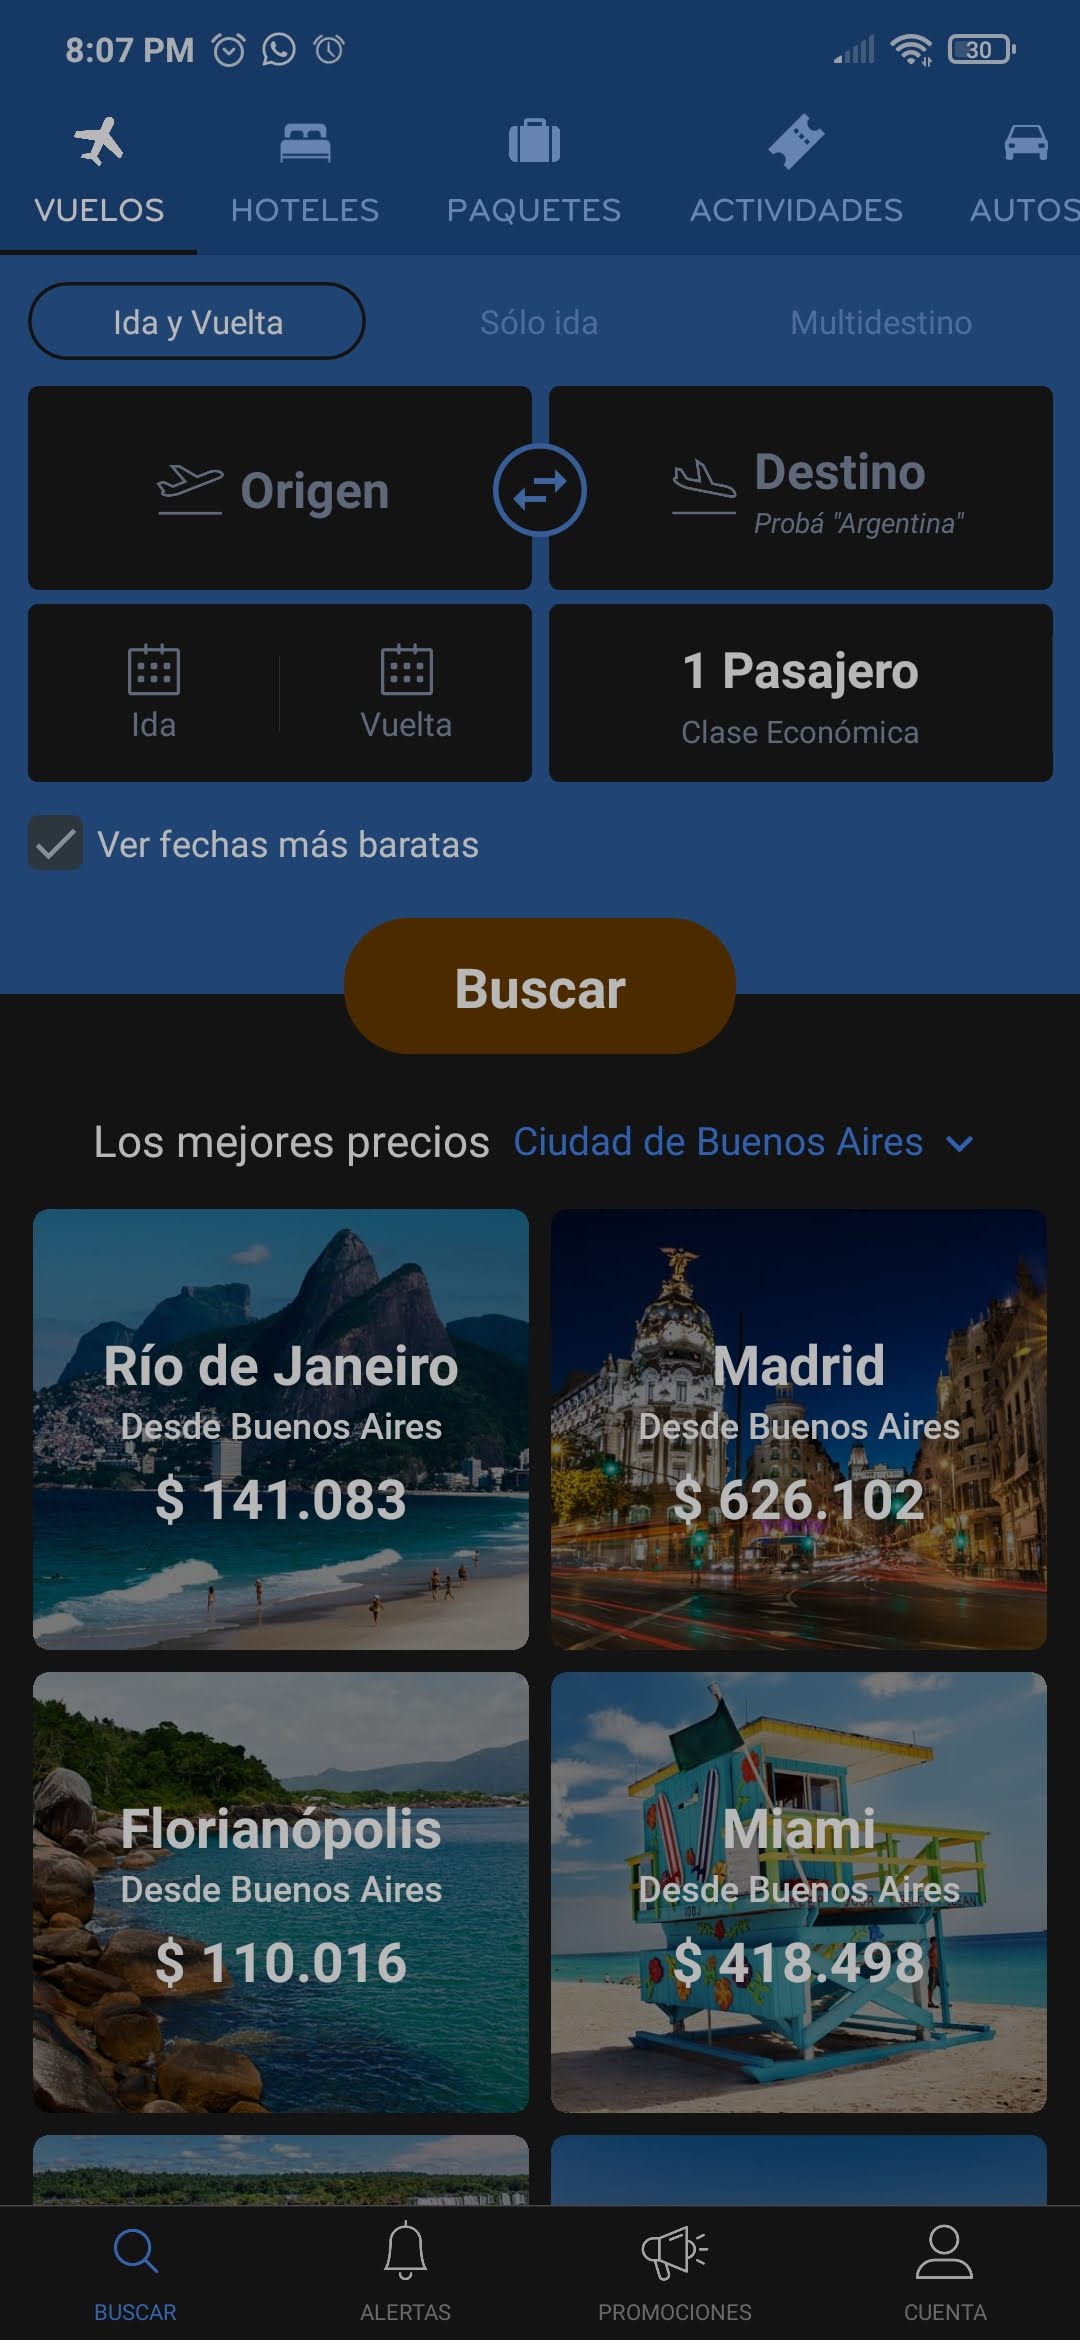 8:07 PM
30
VUELOS
HOTELES
PAQUETES
ACTIVIDADES
AUTOS
Ida y Vuelta
Sólo ida
Multidestino
Origen
Destino
Probá "Argentina"
Ida
Vuelta
1 Pasajero
Clase Económica
Ver fechas más baratas
Buscar
Los mejores precios Ciudad de Buenos Aires
Río de Janeiro
Desde Buenos Aires
$ 141.083
Madrid
Desde Buenos Aires
$ 626.102
Florianópolis
Desde Buenos Aires
$ 110.016
Miami
Desde Buenos Aires
$ 418.498
BUSCAR
ALERTAS
PROMOCIONES
CUENTA